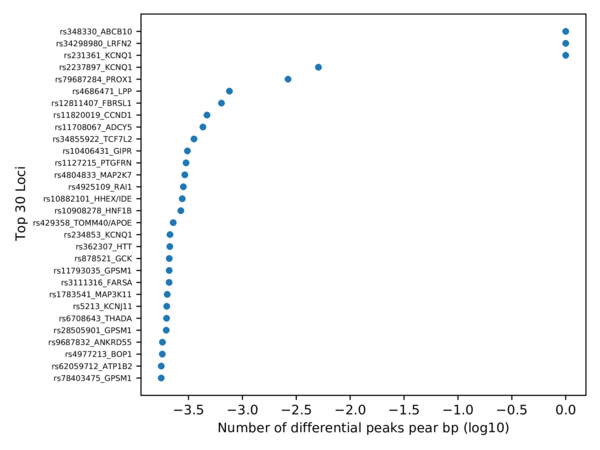 rs348330_ABCB10
rs34298980_LRFN2
rs231361_KCNQ1
rs2237897_KCNQ1
rs79687284_PROX1
rs4686471_LPP
rs12811407_FBRSL1
rs11820019_CCND1
rs11708067_ADCY5
rs34855922_TCF7L2
rs10406431_GIPR
rs1127215_PTGFRN
rs4804833_MAP2K7
rs4925109_RAI1
rs10882101_HHEX/IDE
rs10908278_HNF1B
rs429358_TOMM40/APOE
rs234853_KCNQ1
rs362307_HTT
rs878521_GCK
rs11793035_GPSM1
rs3111316_FARSA
rs1783541_MAP3K11
rs5213_KCNJ11
rs6708643_THADA
rs28505901_GPSM1
rs9687832_ANKRD55
rs4977213_BOP1
rs62059712_ATP1B2
rs78403475_GPSM1
Top 30 Loci
−3.5 −3.0 −2.5 −2.0 −1.5 −1.0 −0.5 0.0
Number of differential peaks pear bp (log10)